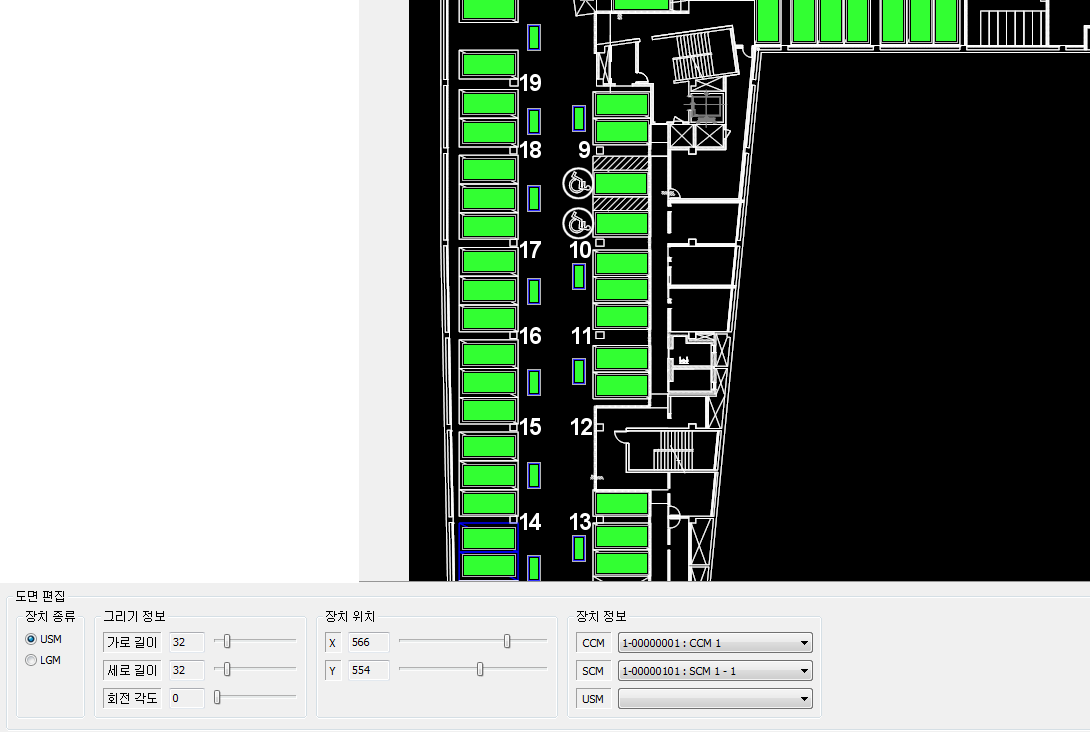 19
18
9
17
10
16
11
15
12
14
13
도면 편집
장치 종류
USM
LGM
그리기 정보
가로 길이 32
세로 길이 32
회전 각도 0
장치 위치
X 566
Y 554
장치 정보
CCM 1-00000001 : CCM 1
SCM 1-00000101 : SCM 1 - 1
USM